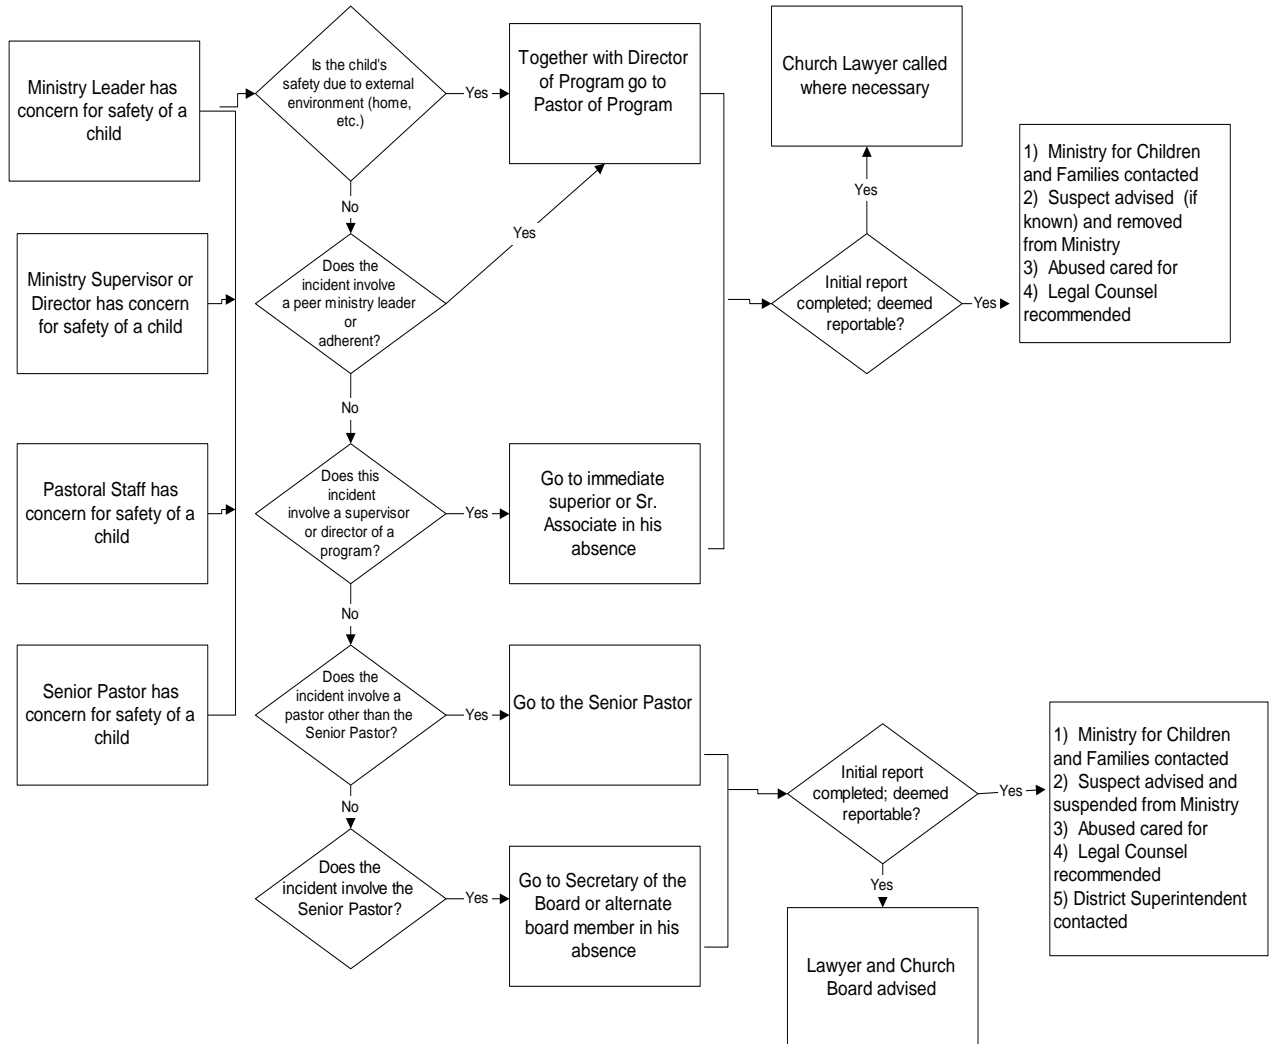 Ministry Leader has
concern for safety of a
child
Is the child's
safety due to external
environment (home,
etc.)
Yes
Together with Director
of Program go to
Pastor of Program
Church Lawyer called
where necessary
1) Ministry for Children
and Families contacted
2) Suspect advised (if
known) and removed
from Ministry
3) Abused cared for
4) Legal Counsel
recommended
Yes
No
Yes
Ministry Supervisor or
Director has concern
for safety of a child
Does the
incident involve
a peer ministry leader
or
adherent?
Initial report
completed; deemed
reportable?
Yes
No
Pastoral Staff has
concern for safety of a
child
Does this
incident
involve a supervisor
or director of a
program?
Yes
Go to immediate
superior or Sr.
Associate in his
absence
No
Senior Pastor has
concern for safety of a
child
Does the
incident involve a
pastor other than the
Senior Pastor?
Yes
Go to the Senior Pastor
Initial report
completed; deemed
reportable?
Yes
1) Ministry for Children
and Families contacted
2) Suspect advised and
suspended from Ministry
3) Abused cared for
4) Legal Counsel
recommended
5) District Superintendent
contacted
No
Does the
incident involve the
Senior Pastor?
Yes
Go to Secretary of the
Board or alternate
board member in his
absence
Yes
Lawyer and Church
Board advised